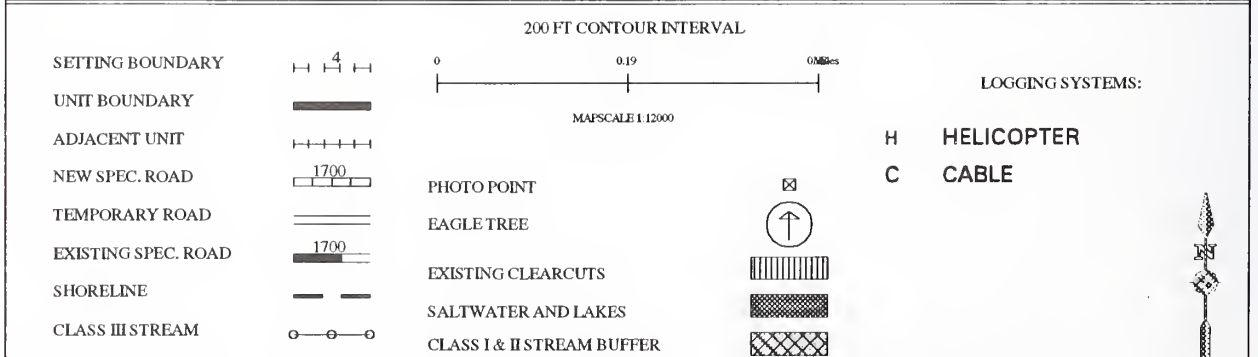 200 FT CONTOUR INTERVAL
SETTING BOUNDARY
4
UNIT BOUNDARY
ADJACENT UNIT
NEW SPEC. ROAD
1700
TEMPORARY ROAD
EXISTING SPEC. ROAD
1700
SHORELINE
CLASS III STREAM
0
0.19
MAPSCALE 1:12000
PHOTO POINT
EAGLE TREE
EXISTING CLEARCUTS
SALTWATER AND LAKES
CLASS I & II STREAM BUFFER
LOGGING SYSTEMS:
H HELICOPTER
C CABLE
N